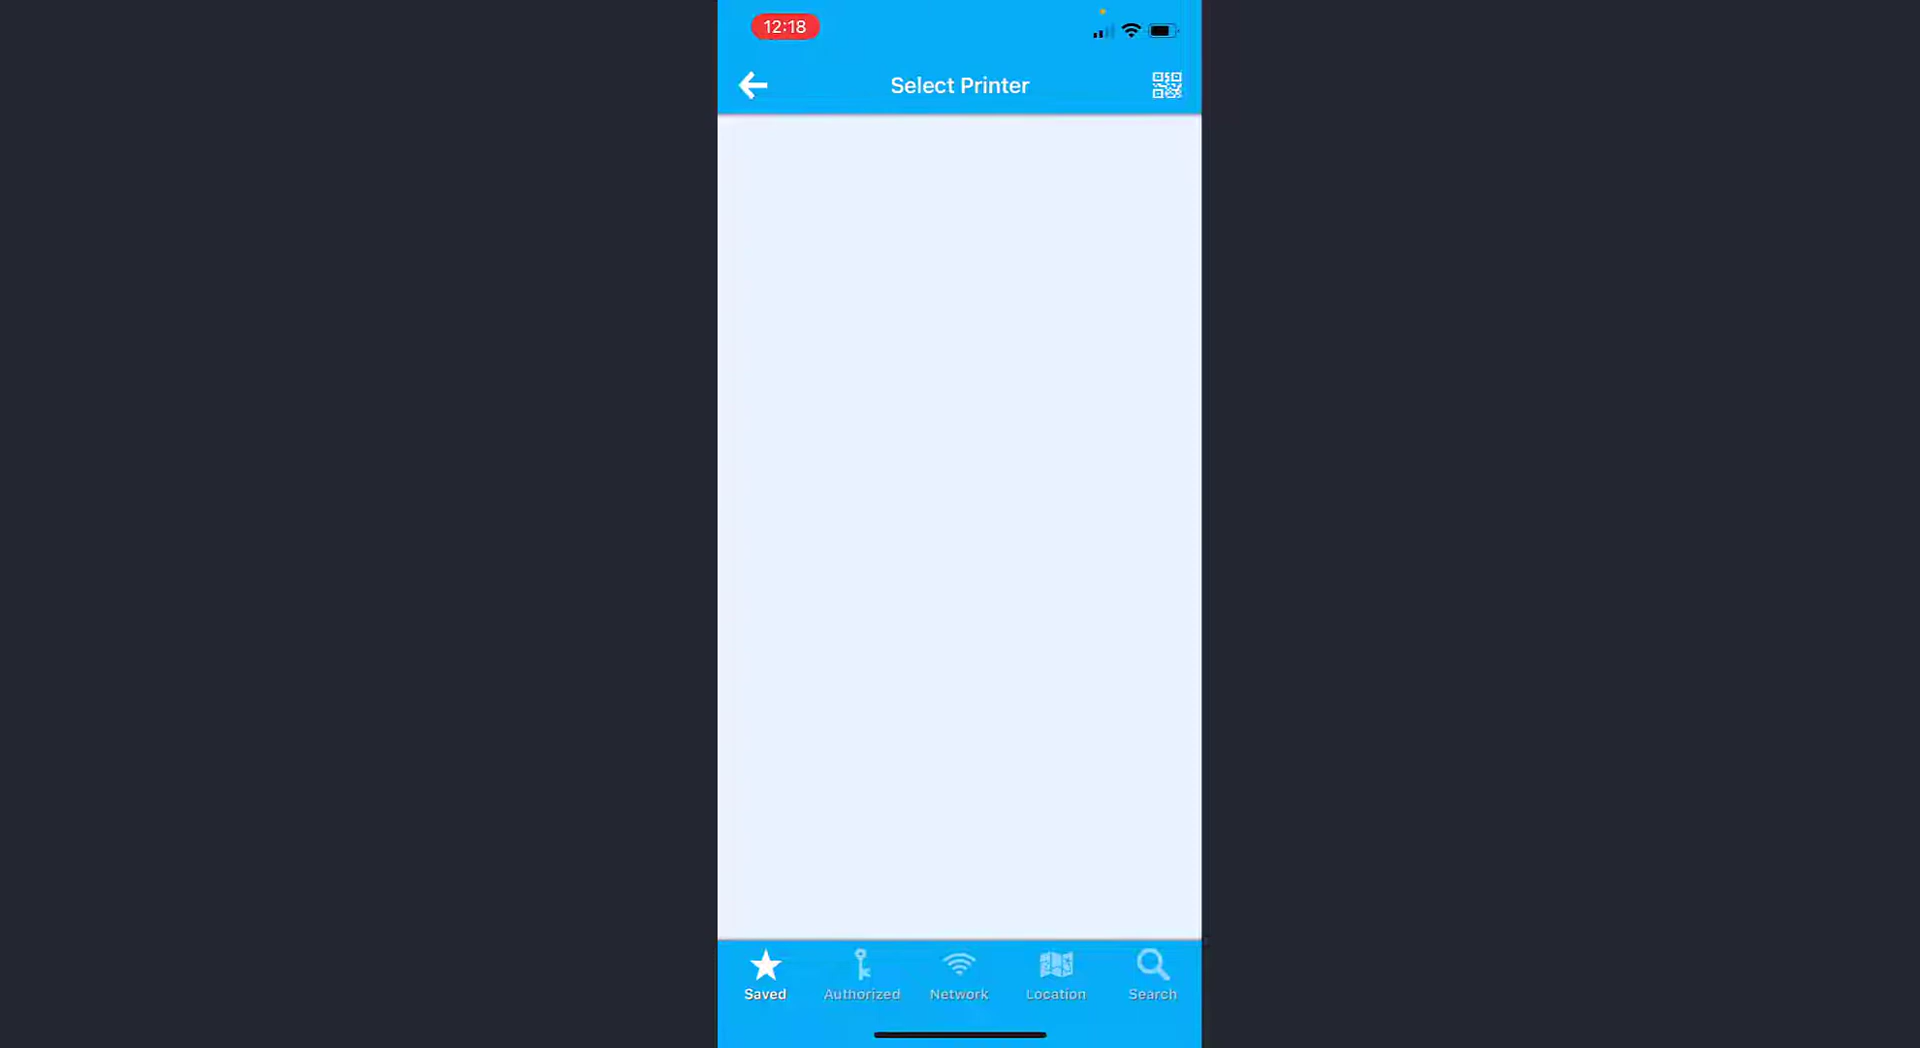 12:18
Select Printer
Saved
Authorized
Network
Location
Search